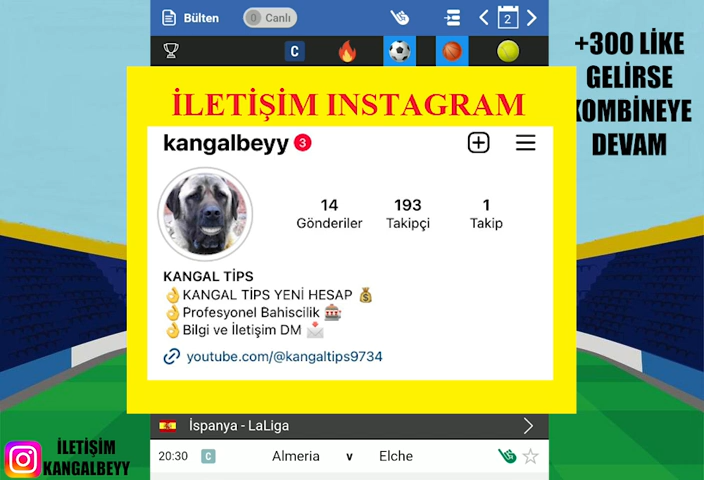 Bülten
0 Canlı
2
C
+300 LİKE
GELİRSE
KOMBİNEYE
DEVAM
İLETİŞİM INSTAGRAM
kangalbeyy 3
14
Gönderiler
193
Takipçi
1
Takip
KANGAL TİPS
👌KANGAL TİPS YENİ HESAP 💰
👌Profesyonel Bahiscilik 🎰
👌Bilgi ve İletişim DM 📩
youtube.com/@kangaltips9734
İspanya - LaLiga
20:30 C Almeria v Elche
İLETİŞİM
KANGALBEYY